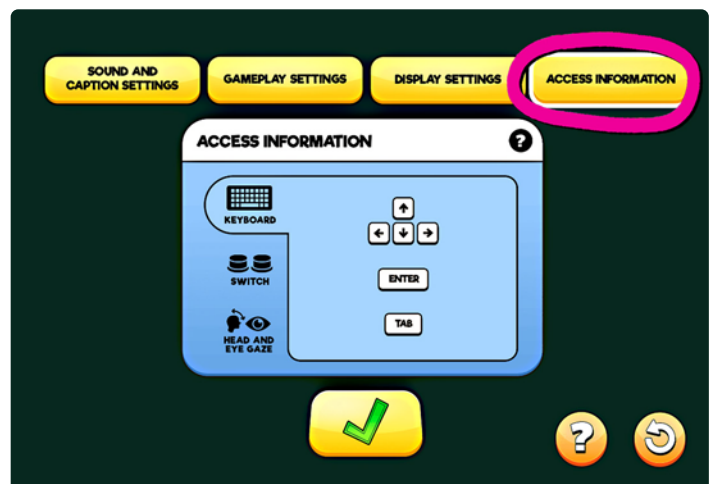 SOUND AND
CAPTION SETTINGS
GAMEPLAY SETTINGS
DISPLAY SETTINGS
ACCESS INFORMATION
ACCESS INFORMATION
?
KEYBOARD
↑
← ↓ →
SWITCH
ENTER
HEAD AND
EYE GAZE
TAB
?